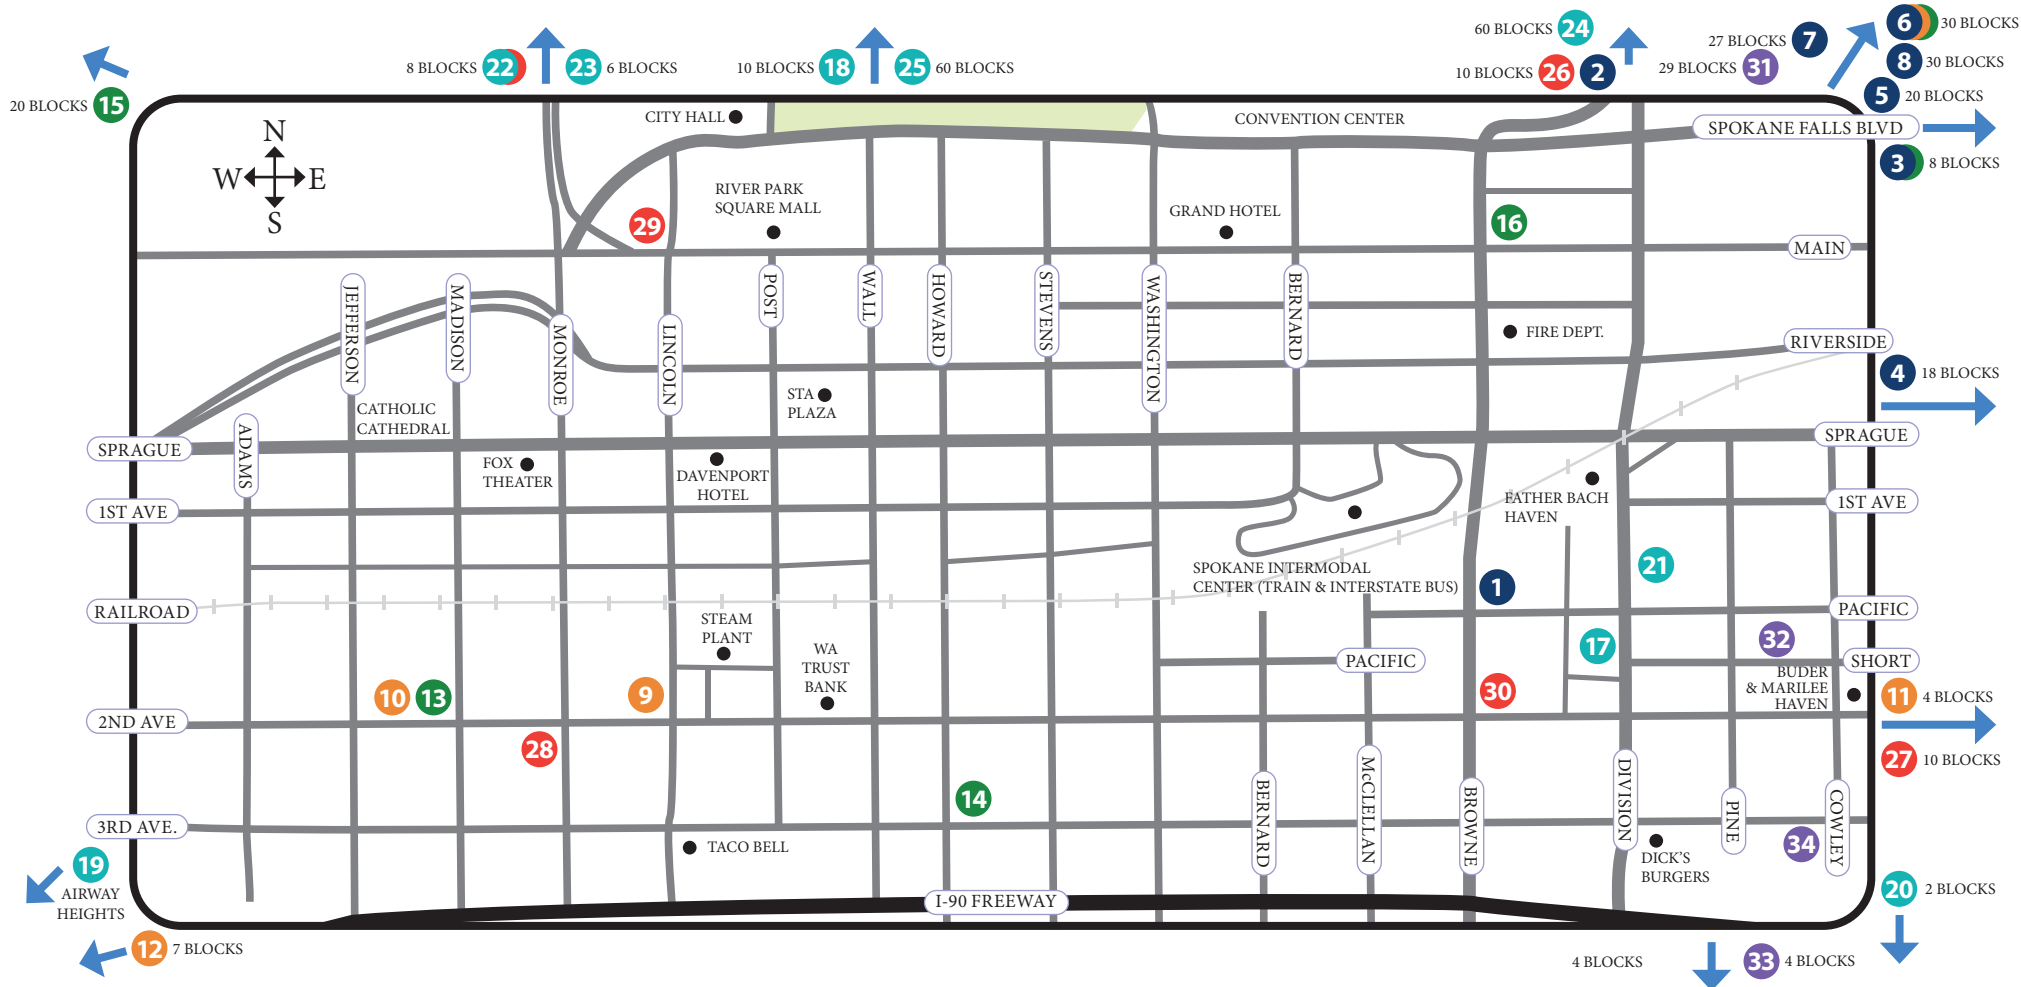 60 BLOCKS 24
6 30 BLOCKS
27 BLOCKS 7
8 BLOCKS 22
23 6 BLOCKS
10 BLOCKS 18
25 60 BLOCKS
10 BLOCKS 26 2
29 BLOCKS 31
8 30 BLOCKS
5 20 BLOCKS
20 BLOCKS 15
CITY HALL
CONVENTION CENTER
SPOKANE FALLS BLVD
N
W E
S
3 8 BLOCKS
RIVER PARK
SQUARE MALL
29
GRAND HOTEL
16
MAIN
JEFFERSON
MADISON
MONROE
LINCOLN
POST
WALL
HOWARD
STEVENS
WASHINGTON
BERNARD
FIRE DEPT.
RIVERSIDE
4 18 BLOCKS
STA
PLAZA
CATHOLIC
CATHEDRAL
SPRAGUE
ADAMS
SPRAGUE
FOX
THEATER
DAVENPORT
HOTEL
FATHER BACH
HAVEN
1ST AVE
1ST AVE
SPOKANE INTERMODAL
CENTER (TRAIN & INTERSTATE BUS)
1
21
RAILROAD
PACIFIC
STEAM
PLANT
WA
TRUST
BANK
17
32
PACIFIC
SHORT
BUDER
& MARILEE
HAVEN
10 13
9
30
11 4 BLOCKS
2ND AVE
28
27 10 BLOCKS
14
BERNARD
McCLELLAN
BROWNE
DIVISION
PINE
COWLEY
3RD AVE.
TACO BELL
34
DICK'S
BURGERS
19
AIRWAY
HEIGHTS
20 2 BLOCKS
I-90 FREEWAY
12 7 BLOCKS
4 BLOCKS
33 4 BLOCKS